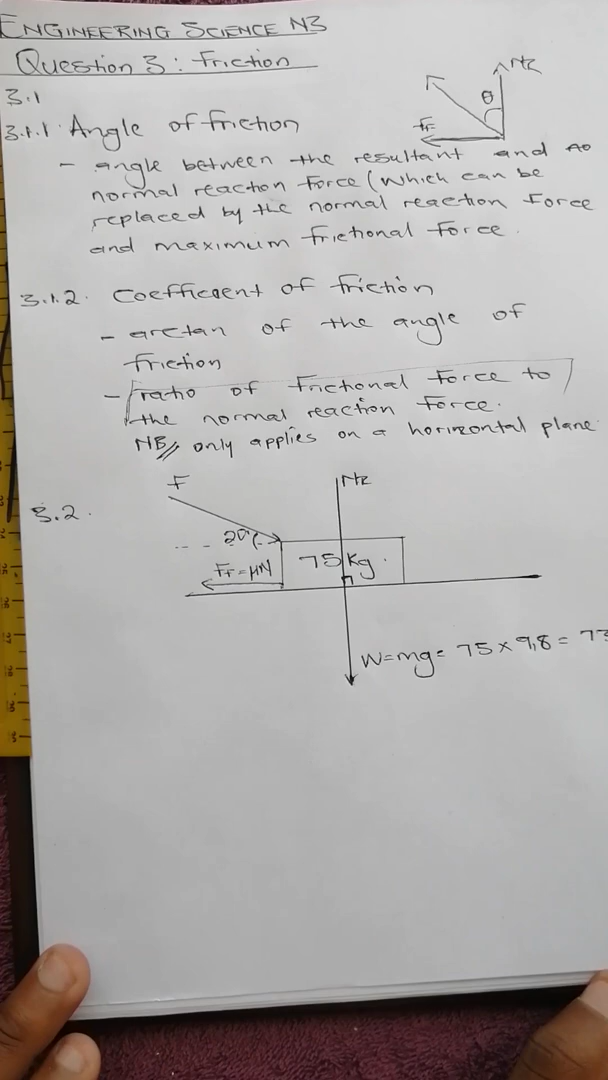 ENGINEERING SCIENCE N3
Question 3: Friction
3.1
NR
θ
Fr
3.1.1 Angle of friction
- angle between the resultant and
normal reaction force (which can be
replaced by the normal reaction force
and maximum frictional force.
3.1.2. Coefficient of friction
- arctan of the angle of
friction
- ratio of frictional force to
the normal reaction force.
NB// only applies on a horizontal plane
3.2.
F
NR
20°
75 kg.
Fr = μN
W=mg= 75 × 9,8 = 73